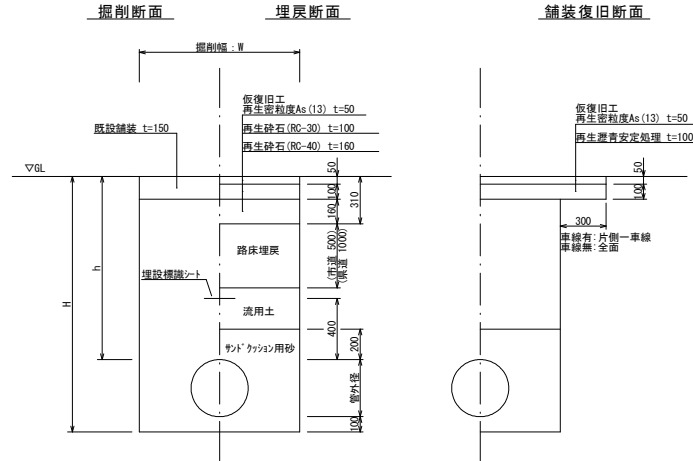 掘削断面
埋戻断面
舗装復旧断面
掘削幅：W
仮復旧工
再生密粒度As(13) t=50
既設舗装 t=150
再生砕石(RC-30) t=100
再生砕石(RC-40) t=160
仮復旧工
再生密粒度As(13) t=50
再生瀝青安定処理 t=100
▽GL
50
100
160
310
50
100
300
車線有：片側一車線
車線無：全面
路床埋戻
(市道 500)
(県道 1000)
埋設標識シート
流用土
400
サンドクッション用砂
200
管外径
100
h
H